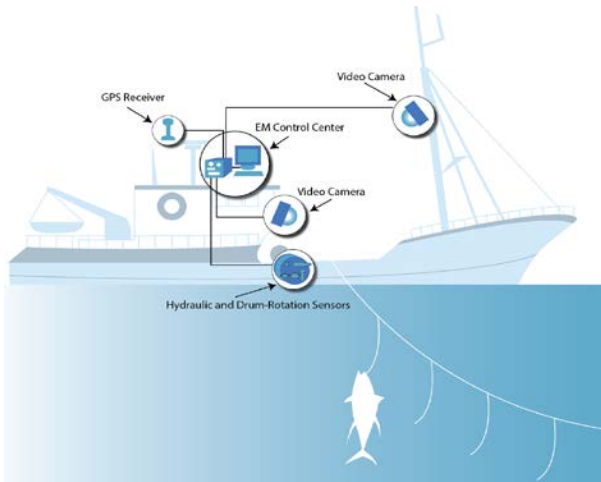 Video Camera
GPS Receiver
EM Control Center
Video Camera
Hydraulic and Drum-Rotation Sensors